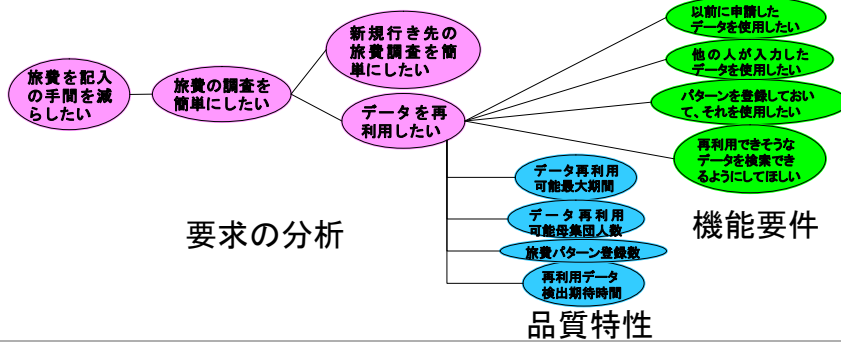 旅費を記入
の手間を減
らしたい
旅費の調査を
簡単にしたい
新規行き先の
旅費調査を簡
単にしたい
データを再
利用したい
以前に申請した
データを使用したい
他の人が入力した
データを使用したい
パターンを登録しておい
て、それを使用したい
再利用できそうな
データを検索でき
るようにしてほしい
データ再利用
可能最大期間
データ再利用
可能母集団人数
旅費パターン登録数
再利用データ
検出期待時間
要求の分析
機能要件
品質特性